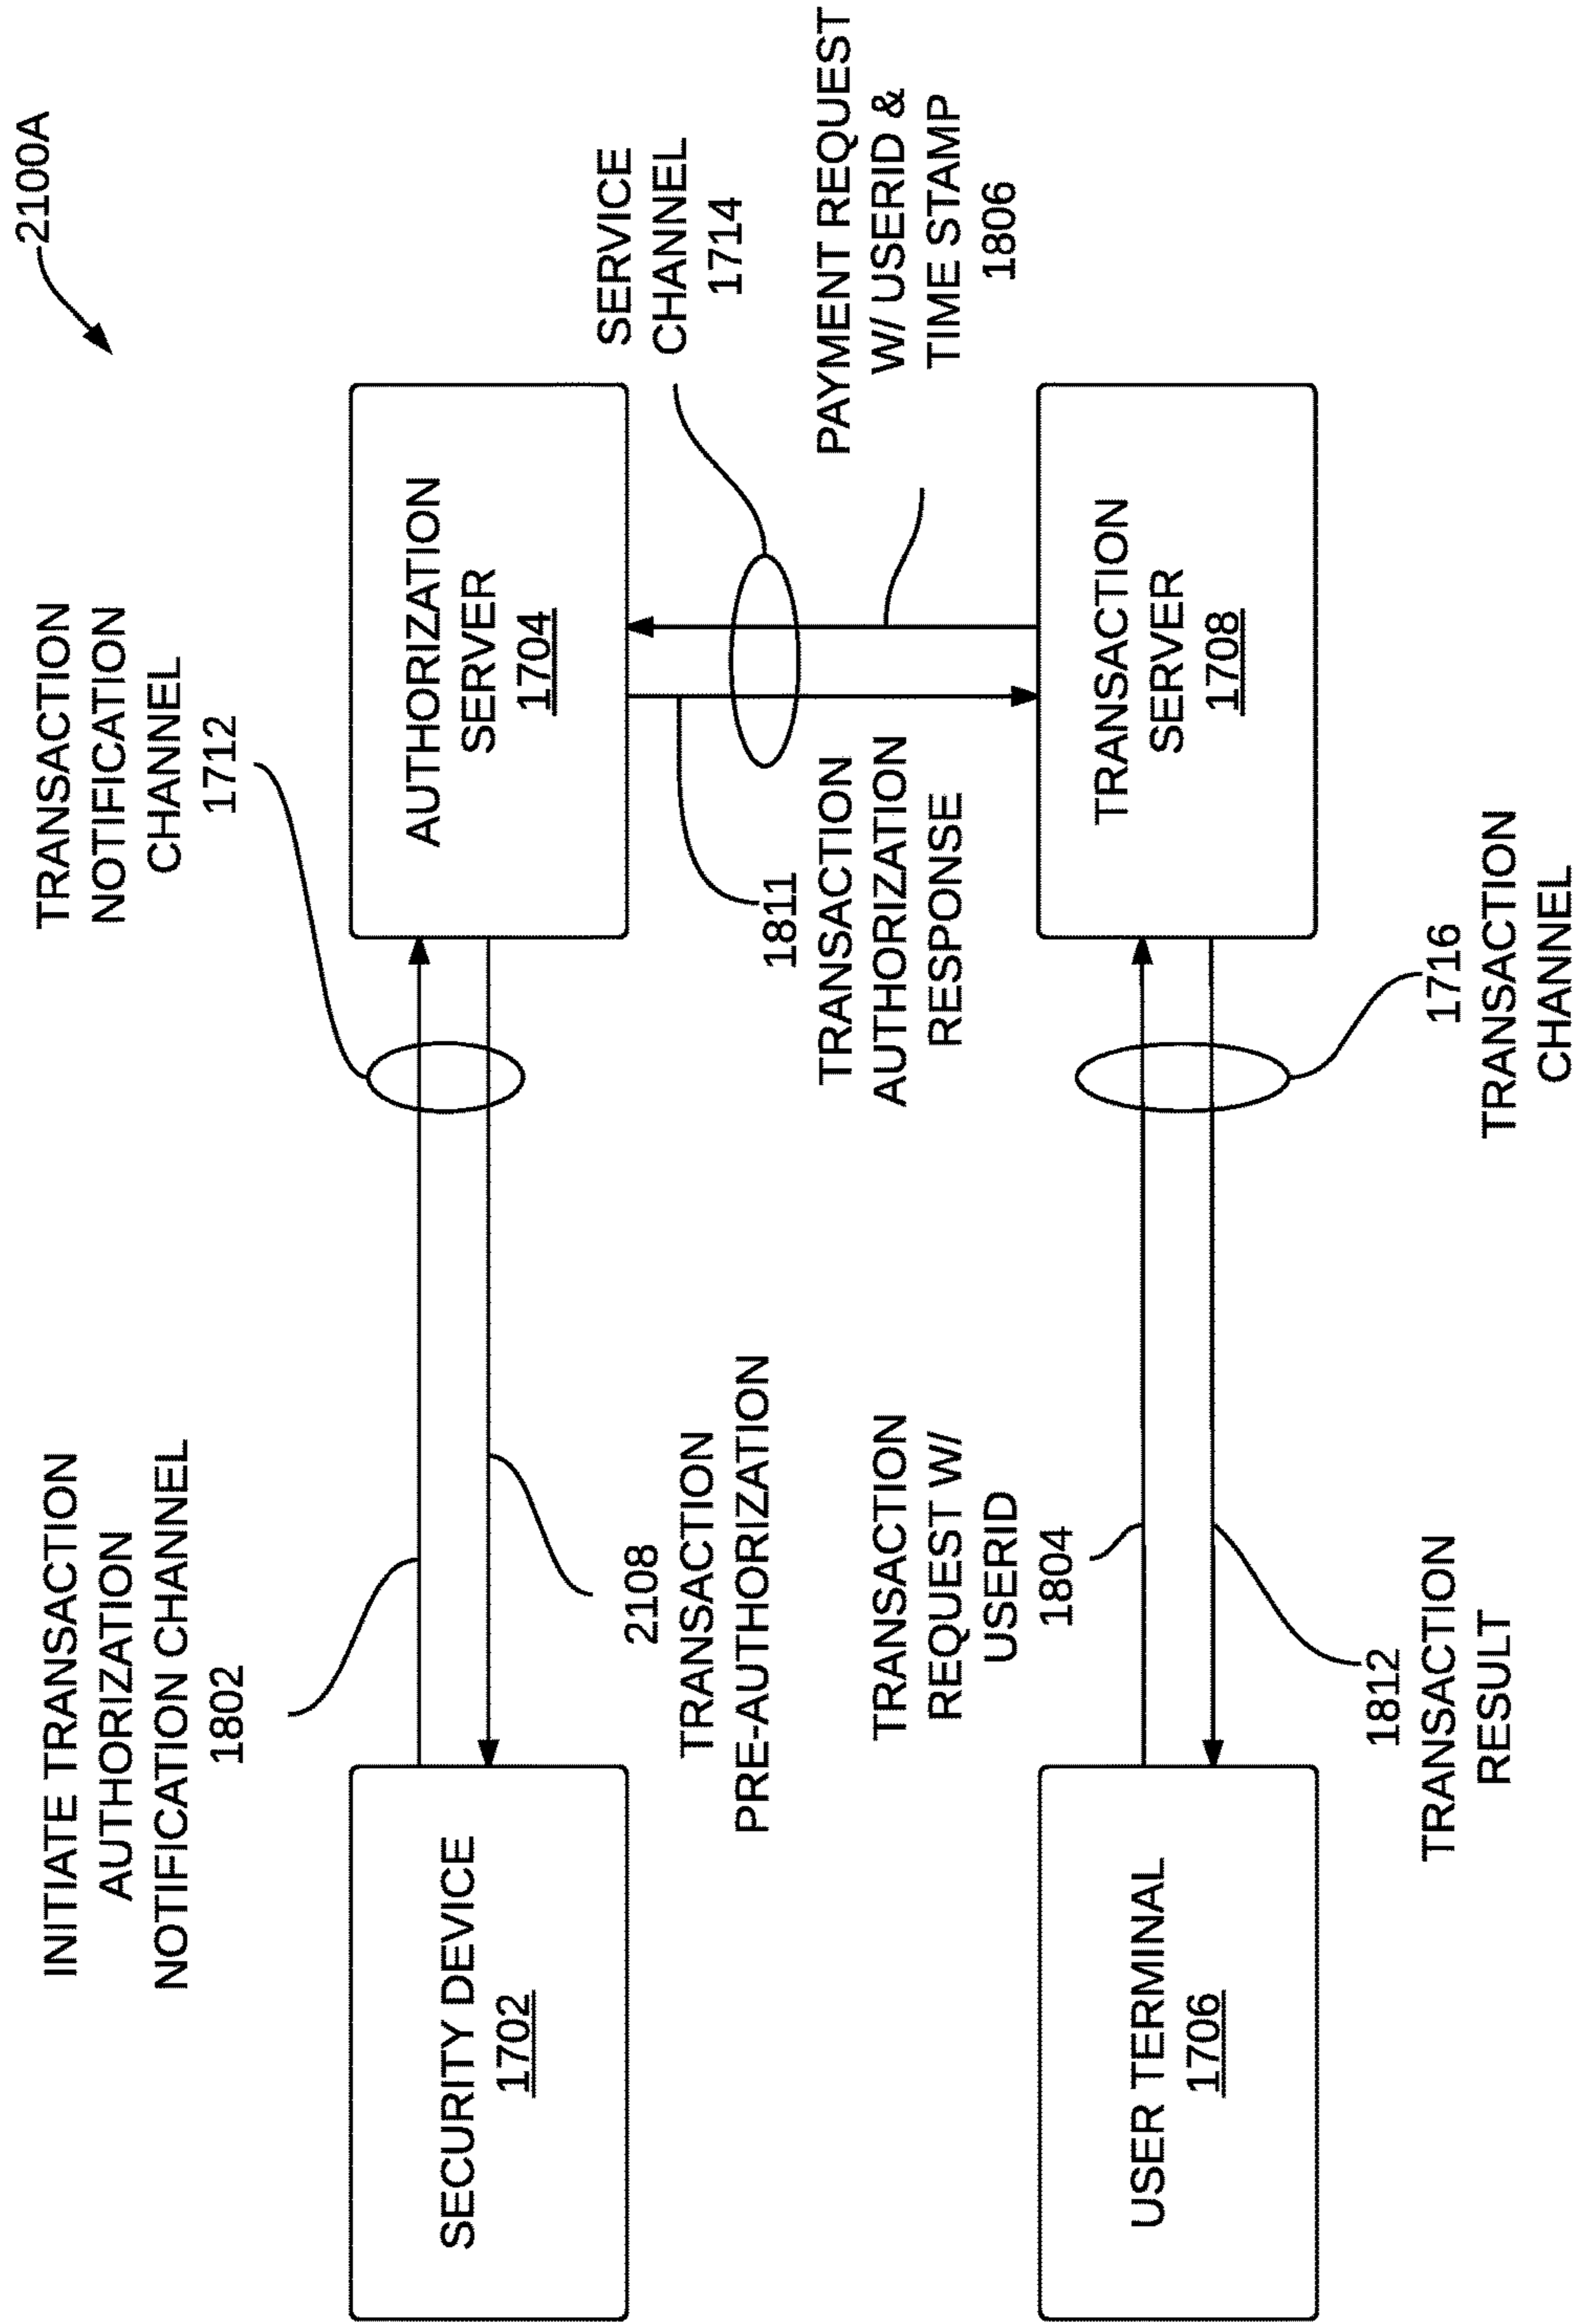 2100A
INITIATE TRANSACTION
AUTHORIZATION
NOTIFICATION CHANNEL
1802
TRANSACTION
NOTIFICATION
CHANNEL
1712
SECURITY DEVICE
1702
AUTHORIZATION
SERVER
1704
2108
TRANSACTION
PRE-AUTHORIZATION
SERVICE
CHANNEL
1714
1811
TRANSACTION
AUTHORIZATION
RESPONSE
PAYMENT REQUEST
W/ USERID &
TIME STAMP
1806
TRANSACTION
REQUEST W/
USERID
1804
USER TERMINAL
1706
TRANSACTION
SERVER
1708
1812
TRANSACTION
RESULT
1716
TRANSACTION
CHANNEL